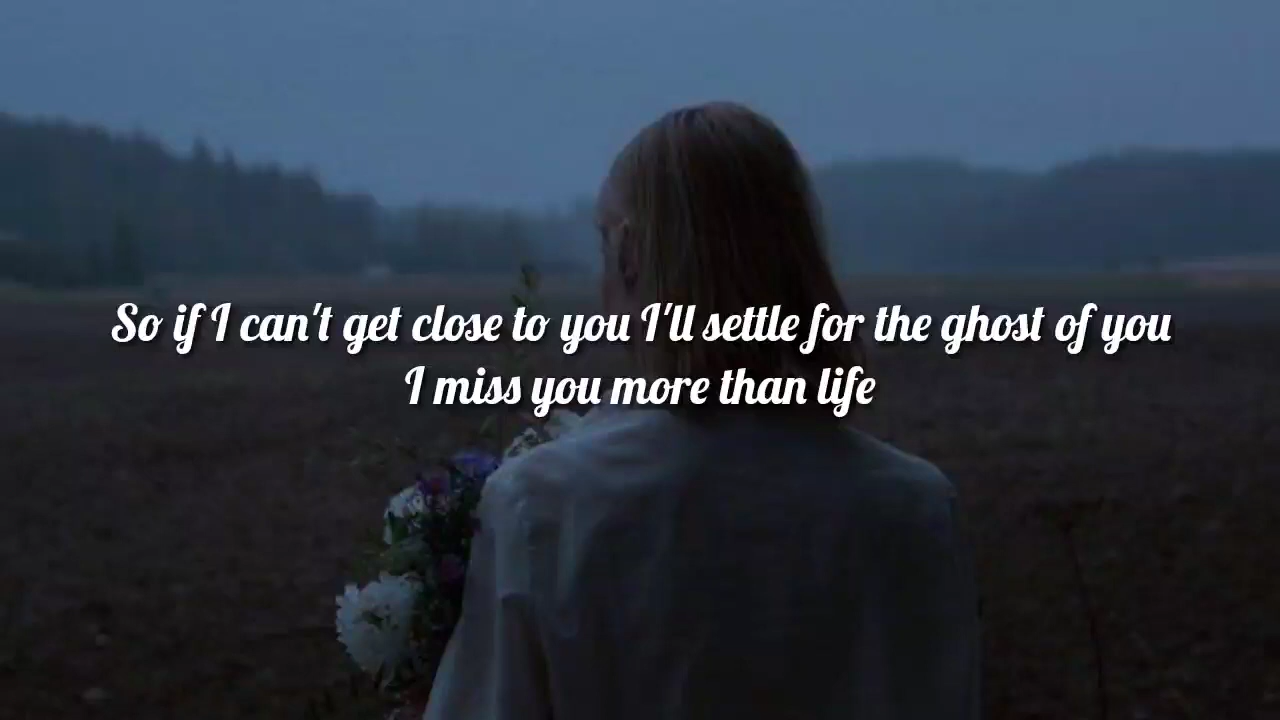 So if I can't get close to you I'll settle for the ghost of you
I miss you more than life